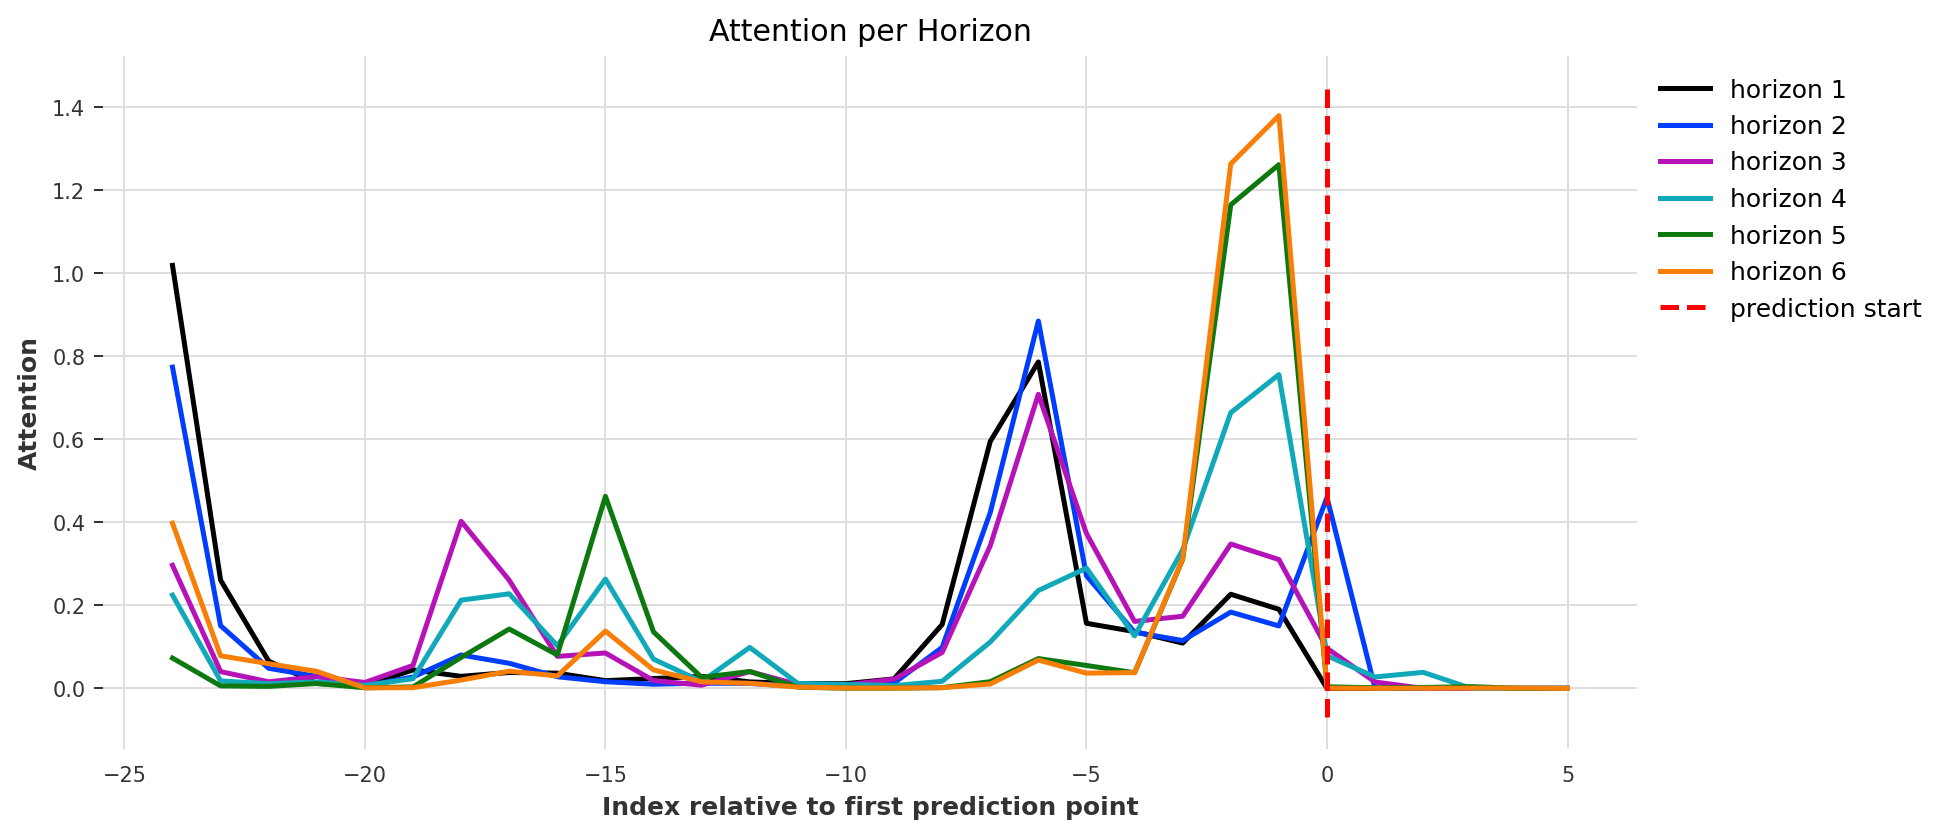 Attention per Horizon
1.4
1.2
1.0
0.8
0.6
0.4
0.2
0.0
Attention
−25
−20
−15
−10
−5
0
5
Index relative to first prediction point
horizon 1
horizon 2
horizon 3
horizon 4
horizon 5
horizon 6
prediction start